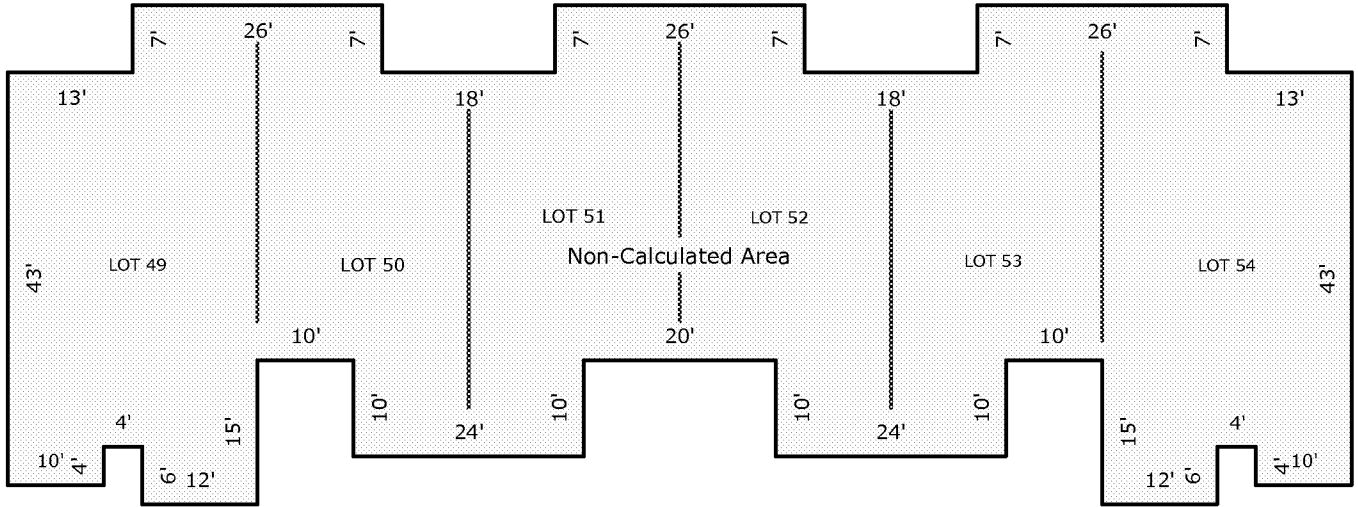 7' 26' 7' 7' 26' 7' 7' 26' 7'
13' 18' 18' 13'
LOT 51 LOT 52
Non-Calculated Area
43' LOT 49 LOT 50 LOT 53 LOT 54 43'
10' 20' 10'
10' 10' 10' 10'
4' 15' 24' 24' 15' 4'
10' 4' 6' 12' 12' 6' 4' 10'